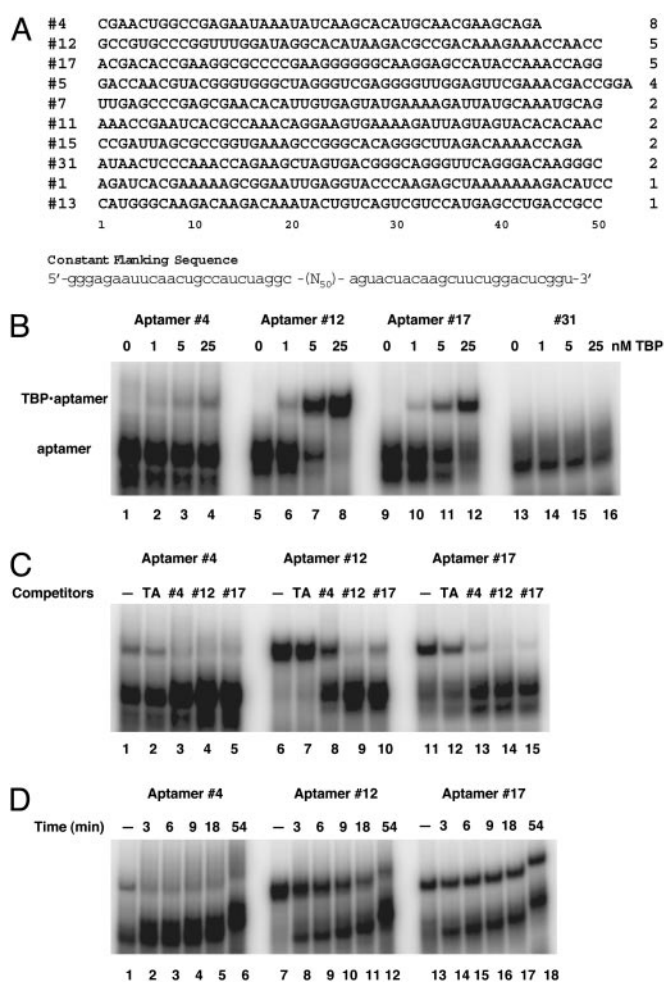 A
#4 CGAACUGGCCGAGAAUAAAUAUCAAGCACAUGCAACGAAGCAGA 8
#12 GCCGUGCCCGGUUUGGAUAGGCACAUAAGACGCCGACAAAGAAACCAACC 5
#17 ACGACACCGAAGGCGCCCCGAAGGGGGGCAAGGAGCCAUACCAAACCAGG 5
#5 GACCAACGUACGGGUGGGCUAGGGUCGAGGGGUUGGAGUUCGAAACGACCGGA 4
#7 UUGAGCCCGAGCGAACACAUUGUGAGUAUGAAAAGAUUAUGCAAAUGCAG 2
#11 AAACCGAAUCACGCCAAACAGGAAGUGAAAAGAUUAGUAGUACACACAAC 2
#15 CCGAUUAGCGCCGGUGAAAGCCGGGCACAGGGCUUAGACAAAACCAGA 2
#31 AUAACUCCCAAACCAGAAGCUAGUGACGGGCAGGGUUCAGGGACAAGGGC 2
#1 AGAUCACGAAAAAGCGGAAUUGAGGUACCCAAGAGCUAAAAAAAGACAUCC 1
#13 CAUGGGCAAGACAAGACAAAUACUGUCAGUCGUCCAUGAGCCUGACCGCC 1
1 10 20 30 40 50
Constant Flanking Sequence
5'-gggagaauucaacugccaucuaggc -(N50)- aguacuacaagcuucuggacucggu-3'
B
Aptamer #4 Aptamer #12 Aptamer #17 #31
0 1 5 25 0 1 5 25 0 1 5 25 0 1 5 25 nM TBP
TBP•aptamer
aptamer
1 2 3 4 5 6 7 8 9 10 11 12 13 14 15 16
C
Aptamer #4 Aptamer #12 Aptamer #17
Competitors — TA #4 #12 #17 — TA #4 #12 #17 — TA #4 #12 #17
1 2 3 4 5 6 7 8 9 10 11 12 13 14 15
D
Aptamer #4 Aptamer #12 Aptamer #17
Time (min) — 3 6 9 18 54 — 3 6 9 18 54 — 3 6 9 18 54
1 2 3 4 5 6 7 8 9 10 11 12 13 14 15 16 17 18